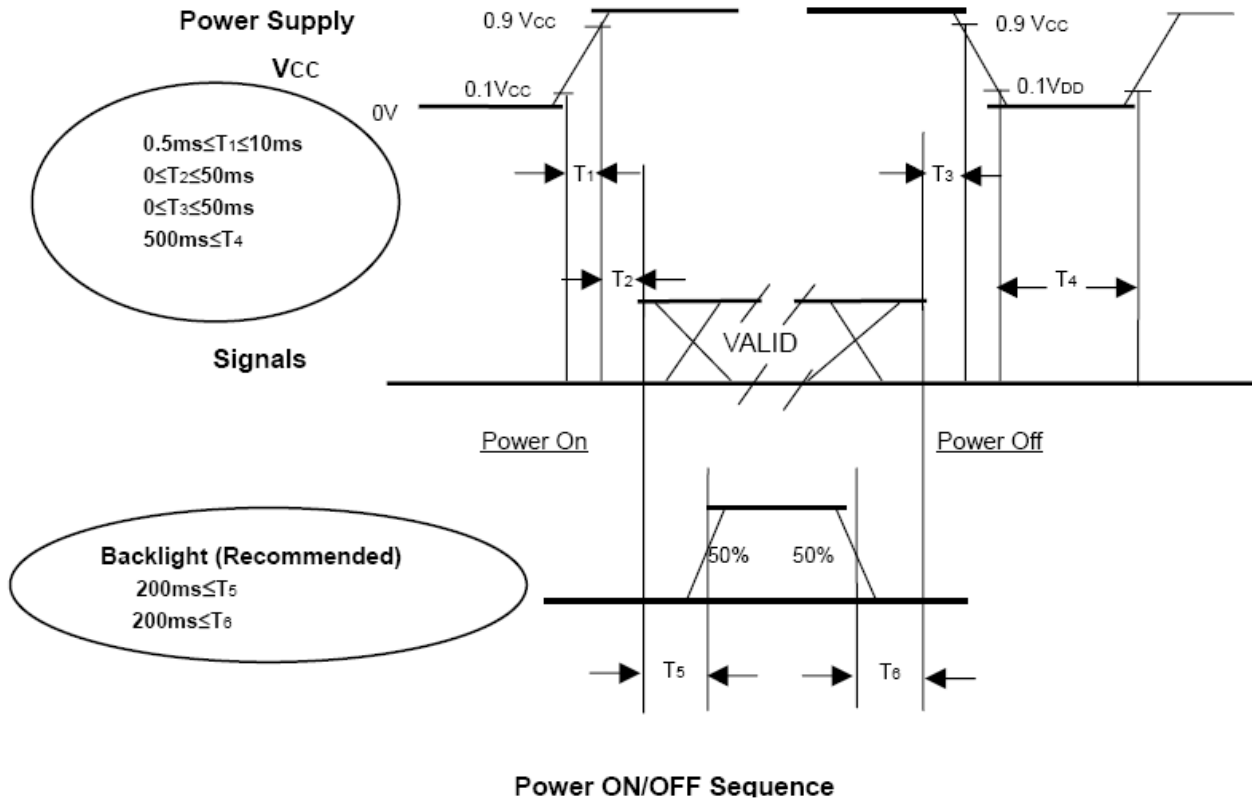 Power Supply
VCC
0.9 VCC
0.1VCC
0V
0.9 VCC
0.1VDD
0.5ms≤T1≤10ms
0≤T2≤50ms
0≤T3≤50ms
500ms≤T4
T1
T3
T2
T4
Signals
VALID
Power On
Power Off
Backlight (Recommended)
200ms≤T5
200ms≤T6
50%
50%
T5
T6
Power ON/OFF Sequence